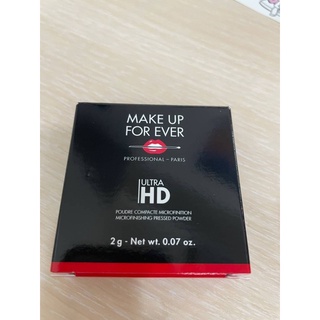 MAKE UP
FOR EVER
PROFESSIONAL – PARIS
ULTRA
HD
POUDRE COMPACTE MICROFINITION
MICROFINISHING PRESSED POWDER
2 g - Net wt. 0.07 oz.